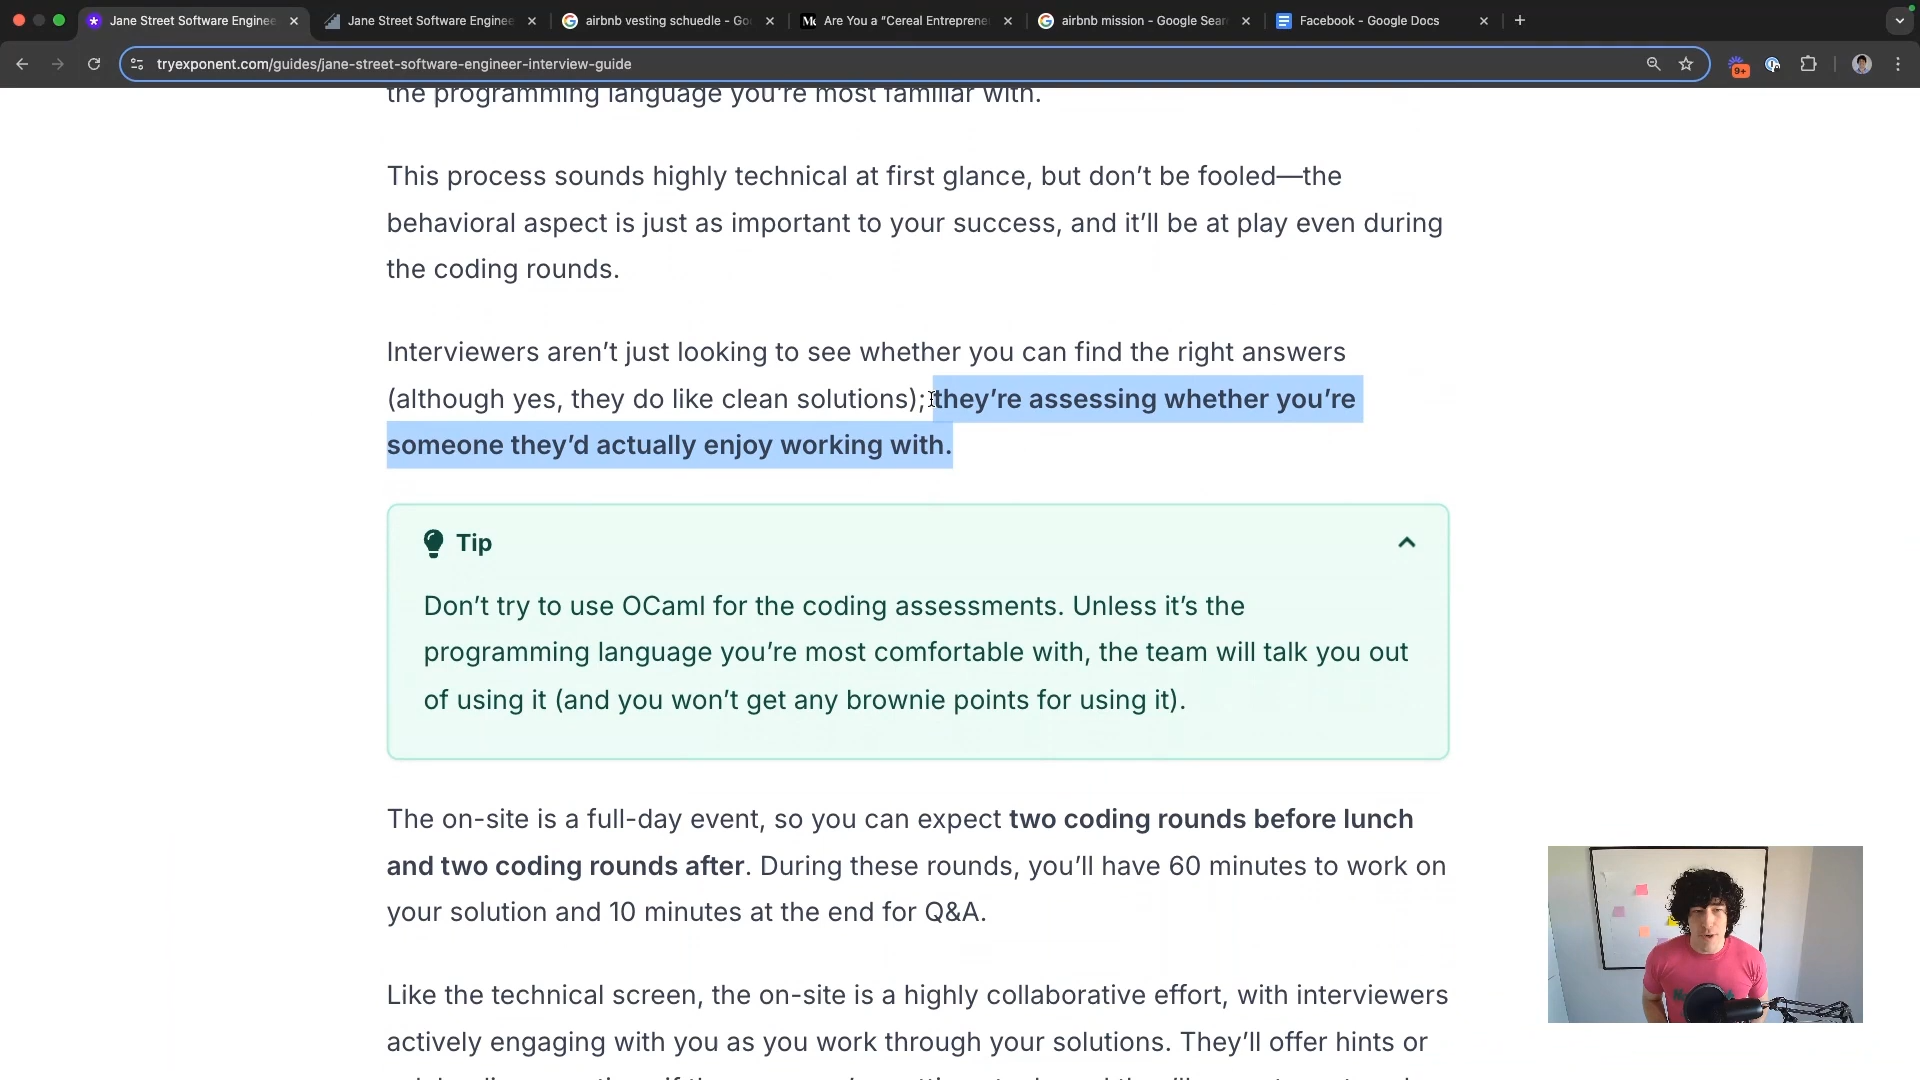 Jane Street Software Enginee
Jane Street Software Enginee
airbnb vesting schuedle - Go
Are You a “Cereal Entreprene
airbnb mission - Google Sear
Facebook - Google Docs
tryexponent.com/guides/jane-street-software-engineer-interview-guide
9+
the programming language you’re most familiar with.
This process sounds highly technical at first glance, but don’t be fooled—the
behavioral aspect is just as important to your success, and it’ll be at play even during
the coding rounds.
Interviewers aren’t just looking to see whether you can find the right answers
(although yes, they do like clean solutions); they’re assessing whether you’re
someone they’d actually enjoy working with.
Tip
Don’t try to use OCaml for the coding assessments. Unless it’s the
programming language you’re most comfortable with, the team will talk you out
of using it (and you won’t get any brownie points for using it).
The on-site is a full-day event, so you can expect two coding rounds before lunch
and two coding rounds after. During these rounds, you’ll have 60 minutes to work on
your solution and 10 minutes at the end for Q&A.
Like the technical screen, the on-site is a highly collaborative effort, with interviewers
actively engaging with you as you work through your solutions. They’ll offer hints or